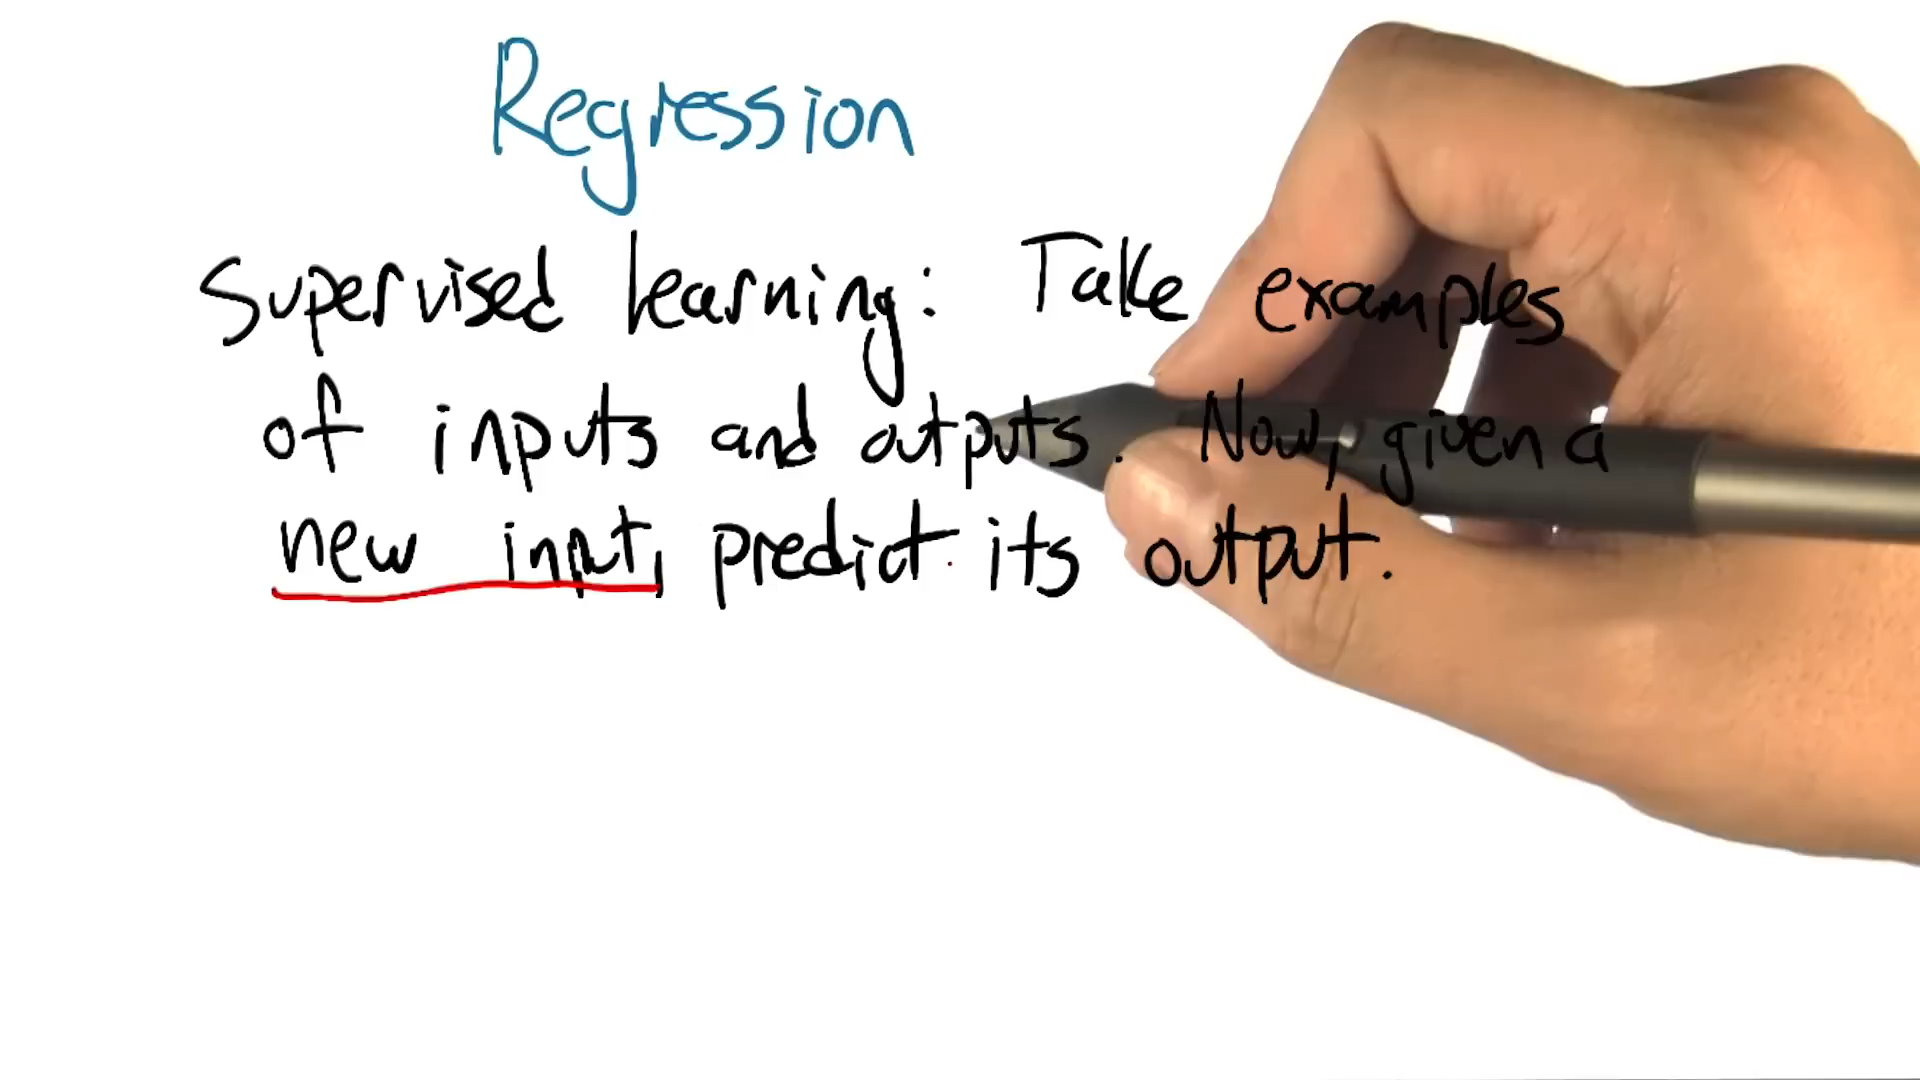 Regression
Supervised learning: Take examples
of inputs and outputs. Now, given a
new input, predict its output.